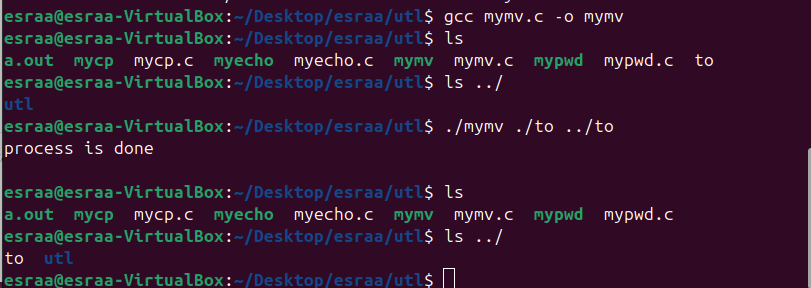 esraa@esraa-VirtualBox:~/Desktop/esraa/utl$ gcc mymv.c -o mymv
esraa@esraa-VirtualBox:~/Desktop/esraa/utl$ ls
a.out  mycp  mycp.c  myecho  myecho.c  mymv  mymv.c  mypwd  mypwd.c  to
esraa@esraa-VirtualBox:~/Desktop/esraa/utl$ ls ../
utl
esraa@esraa-VirtualBox:~/Desktop/esraa/utl$ ./mymv ./to ../to
process is done
esraa@esraa-VirtualBox:~/Desktop/esraa/utl$ ls
a.out  mycp  mycp.c  myecho  myecho.c  mymv  mymv.c  mypwd  mypwd.c
esraa@esraa-VirtualBox:~/Desktop/esraa/utl$ ls ../
to  utl
esraa@esraa-VirtualBox:~/Desktop/esraa/utl$